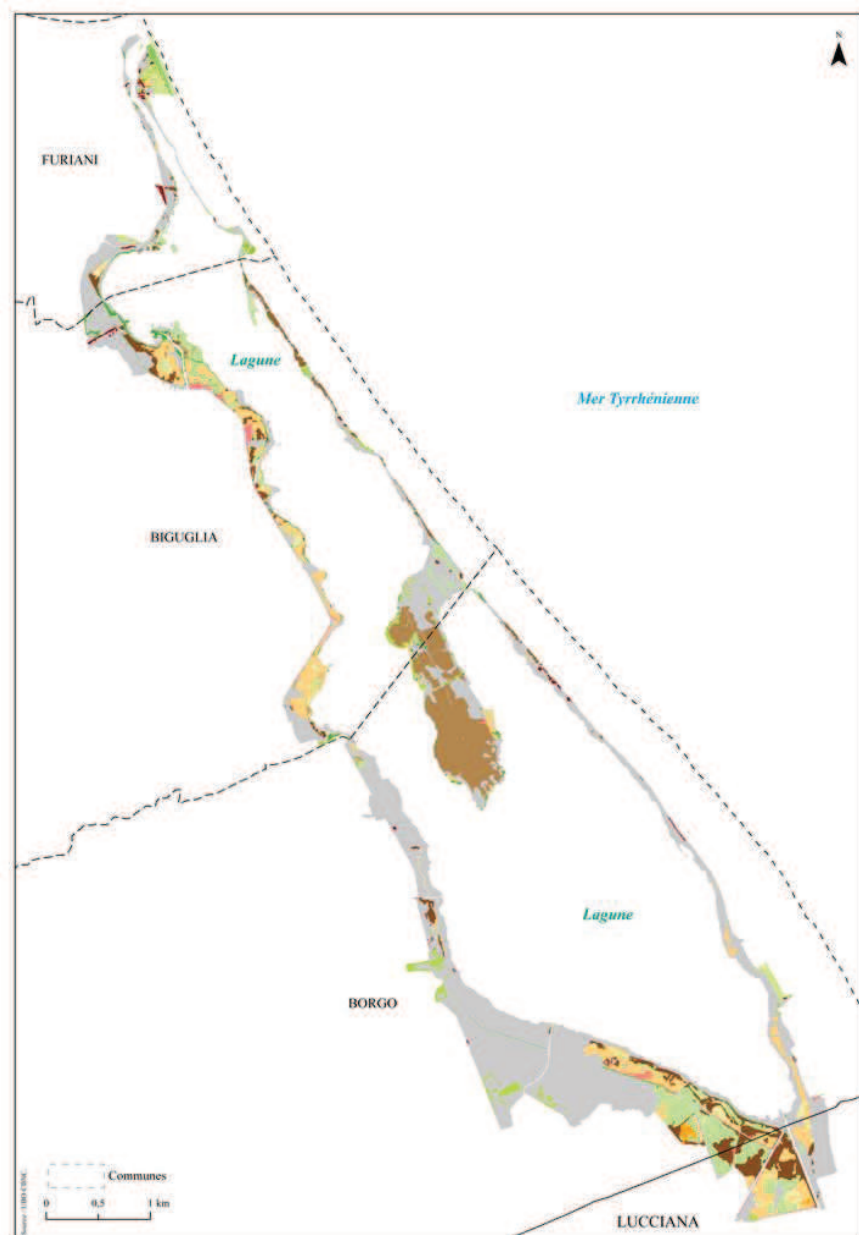 N
FURIANI
Lagune
Mer Tyrrhénienne
BIGUGLIA
Lagune
BORGO
Communes
0 0,5 1 km
LUCCIANA